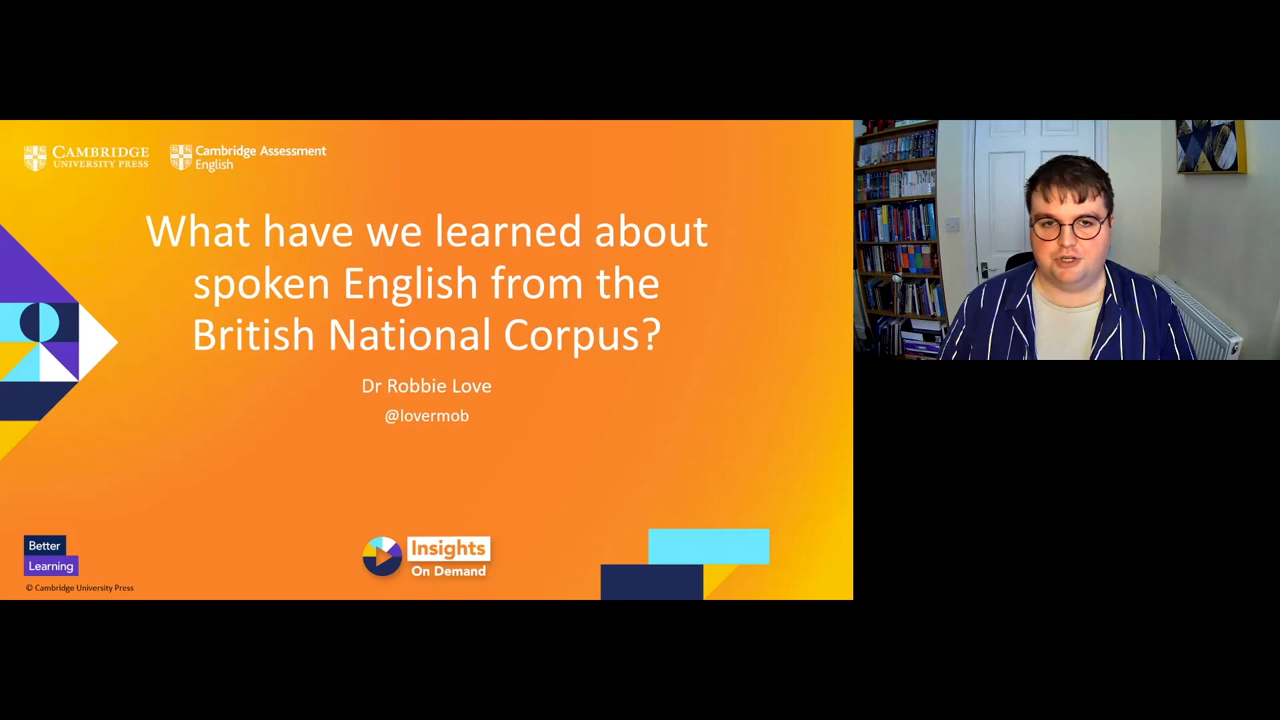 CAMBRIDGE
UNIVERSITY PRESS
Cambridge Assessment
English
What have we learned about
spoken English from the
British National Corpus?
Dr Robbie Love
@lovermob
Better
Learning
© Cambridge University Press
Insights
On Demand